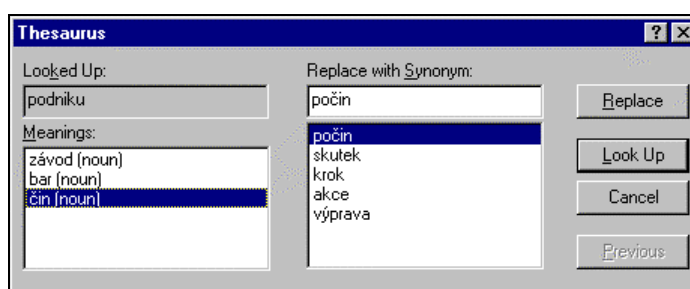 Thesaurus
Looked Up:
podniku
Meanings:
závod (noun)
bar (noun)
čin (noun)
Replace with Synonym:
počin
počin
skutek
krok
akce
výprava
Replace
Look Up
Cancel
Previous